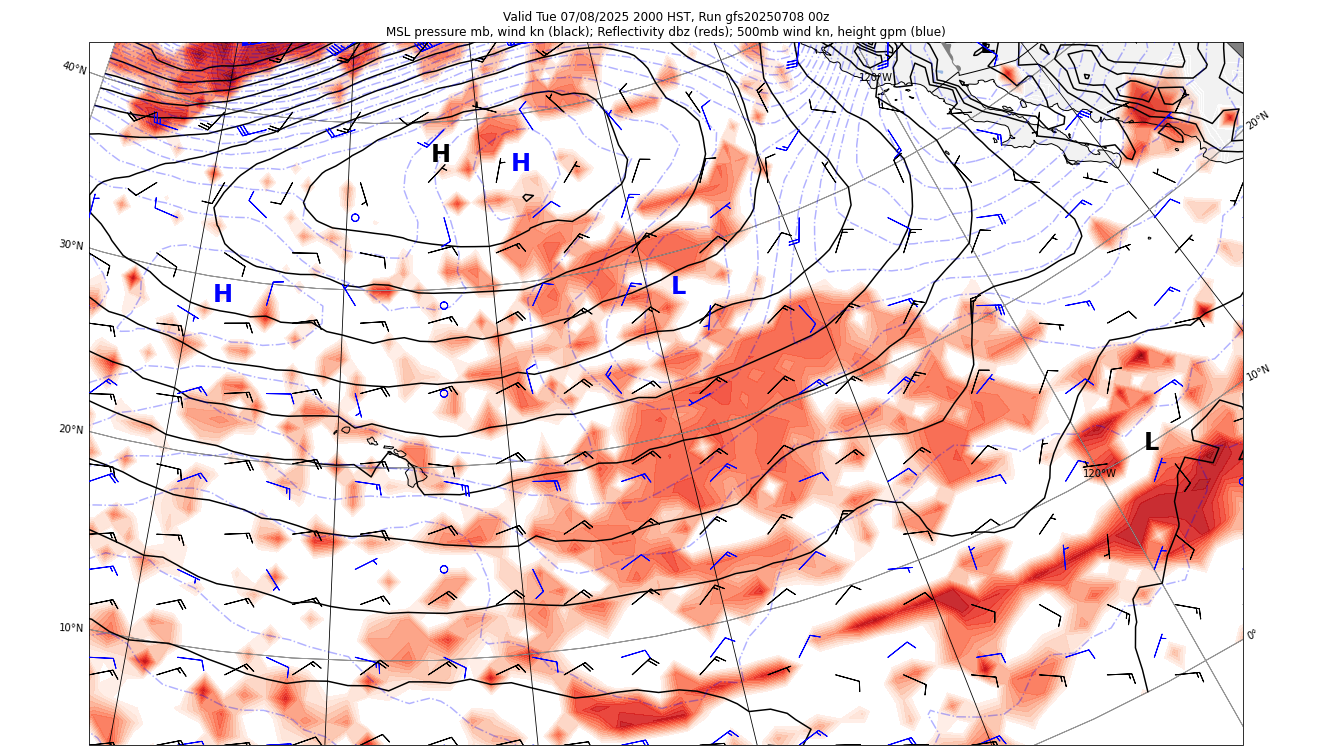 Valid Tue 07/08/2025 2000 HST, Run gfs20250708 00z
MSL pressure mb, wind kn (black); Reflectivity dbz (reds); 500mb wind kn, height gpm (blue)
L
40°N
120°W
20°N
H
H
30°N
H
L
10°N
20°N
L
120°W
10°N
0°